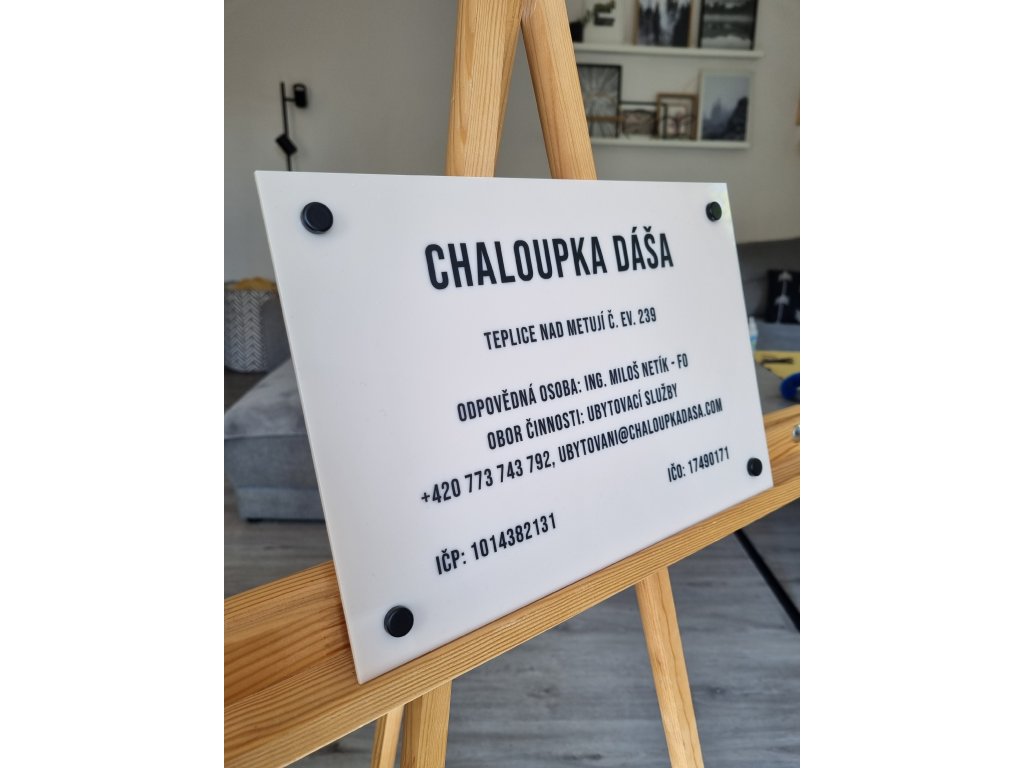 CHALOUPKA DÁŠA
TEPLICE NAD METUJÍ Č. EV. 239
ODPOVĚDNÁ OSOBA: ING. MILOŠ NETÍK - FO
OBOR ČINNOSTI: UBYTOVACÍ SLUŽBY
+420 773 743 792, UBYTOVANI@CHALOUPKADASA.COM
IČP: 1014382131
IČO: 17490171